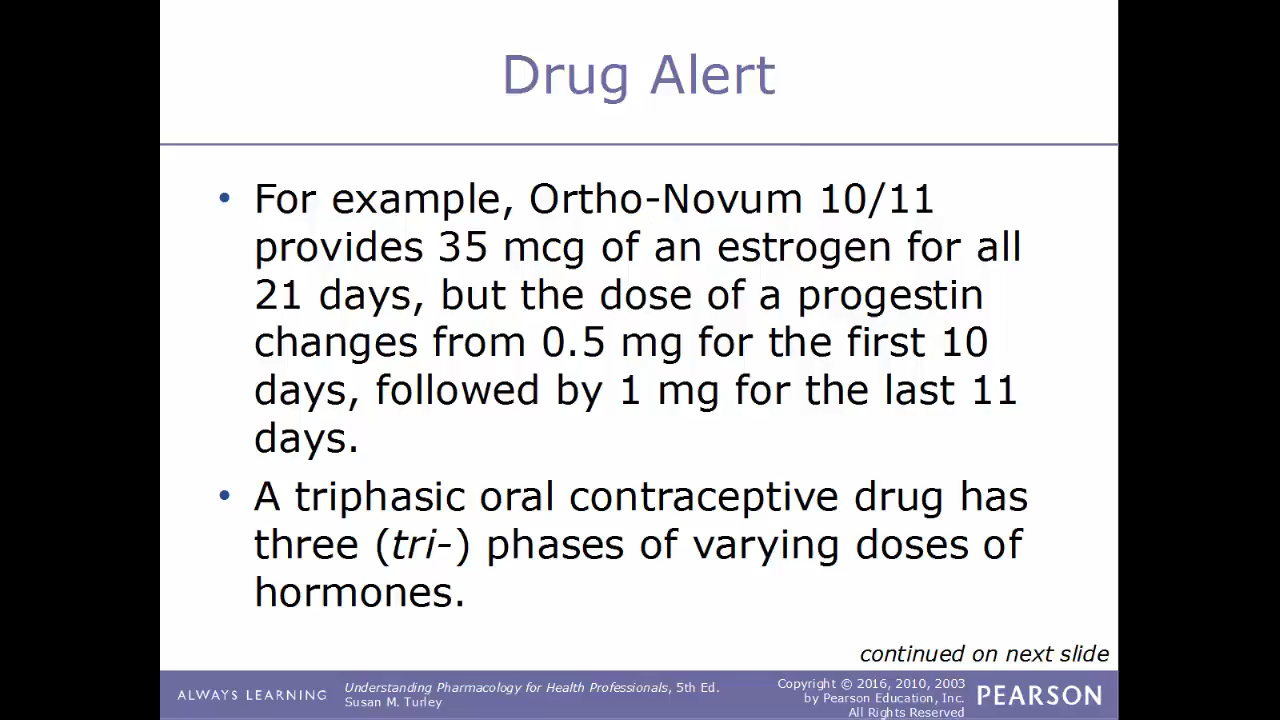 Drug Alert
• For example, Ortho-Novum 10/11
provides 35 mcg of an estrogen for all
21 days, but the dose of a progestin
changes from 0.5 mg for the first 10
days, followed by 1 mg for the last 11
days.
• A triphasic oral contraceptive drug has
three (tri-) phases of varying doses of
hormones.
continued on next slide
ALWAYS LEARNING
Understanding Pharmacology for Health Professionals, 5th Ed.
Susan M. Turley
Copyright © 2016, 2010, 2003
by Pearson Education, Inc.
All Rights Reserved
PEARSON